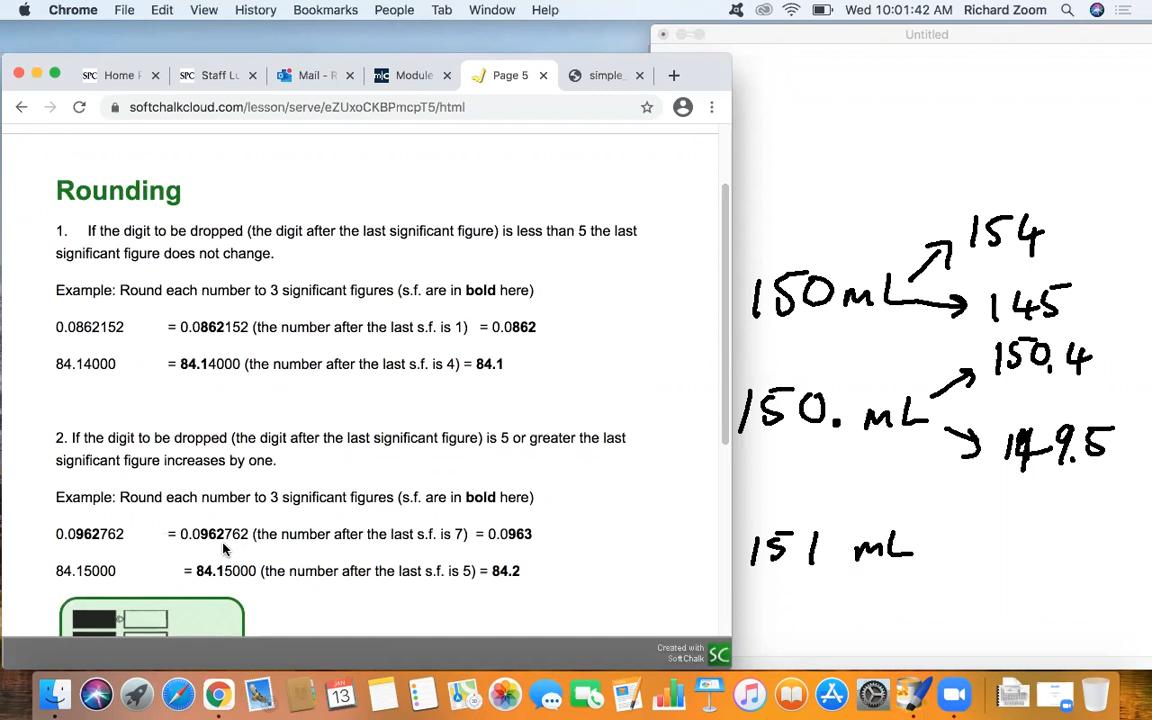 Chrome File Edit View History Bookmarks People Tab Window Help Wed 10:01:42 AM Richard Zoom
Untitled
SPC Home SPC Staff Lu Mail - R m|c Module Page 5 simple_
softchalkcloud.com/lesson/serve/eZUxoCKBPmcpT5/html
Rounding
1. If the digit to be dropped (the digit after the last significant figure) is less than 5 the last
significant figure does not change.
Example: Round each number to 3 significant figures (s.f. are in bold here)
0.0862152 = 0.0862152 (the number after the last s.f. is 1) = 0.0862
84.14000 = 84.14000 (the number after the last s.f. is 4) = 84.1
2. If the digit to be dropped (the digit after the last significant figure) is 5 or greater the last
significant figure increases by one.
Example: Round each number to 3 significant figures (s.f. are in bold here)
0.0962762 = 0.0962762 (the number after the last s.f. is 7) = 0.0963
84.15000 = 84.15000 (the number after the last s.f. is 5) = 84.2
Created with
SoftChalk SC
154
150 mL
145
150.4
150. mL
149.5
151 mL
JAN
13